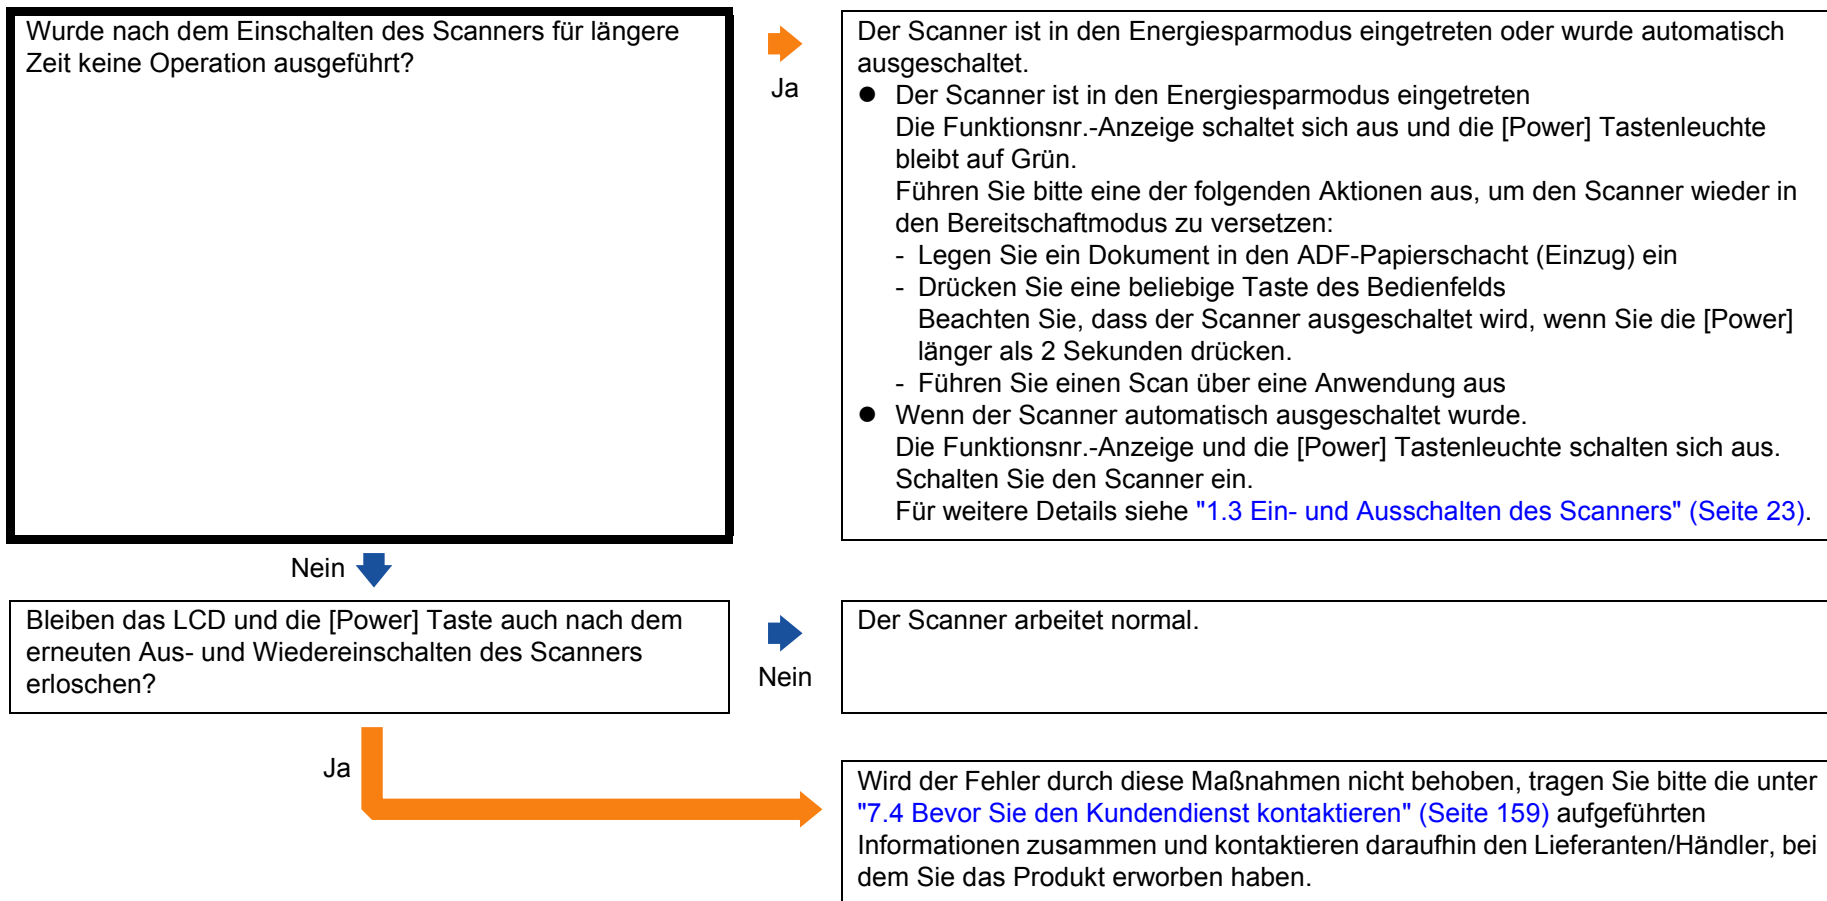 Wurde nach dem Einschalten des Scanners für längere
Zeit keine Operation ausgeführt?
Ja
Der Scanner ist in den Energiesparmodus eingetreten oder wurde automatisch
ausgeschaltet.
● Der Scanner ist in den Energiesparmodus eingetreten
Die Funktionsnr.-Anzeige schaltet sich aus und die [Power] Tastenleuchte
bleibt auf Grün.
Führen Sie bitte eine der folgenden Aktionen aus, um den Scanner wieder in
den Bereitschaftmodus zu versetzen:
- Legen Sie ein Dokument in den ADF-Papierschacht (Einzug) ein
- Drücken Sie eine beliebige Taste des Bedienfelds
Beachten Sie, dass der Scanner ausgeschaltet wird, wenn Sie die [Power]
länger als 2 Sekunden drücken.
- Führen Sie einen Scan über eine Anwendung aus
● Wenn der Scanner automatisch ausgeschaltet wurde.
Die Funktionsnr.-Anzeige und die [Power] Tastenleuchte schalten sich aus.
Schalten Sie den Scanner ein.
Für weitere Details siehe "1.3 Ein- und Ausschalten des Scanners" (Seite 23).
Nein
Bleiben das LCD und die [Power] Taste auch nach dem
erneuten Aus- und Wiedereinschalten des Scanners
erloschen?
Nein
Der Scanner arbeitet normal.
Ja
Wird der Fehler durch diese Maßnahmen nicht behoben, tragen Sie bitte die unter
"7.4 Bevor Sie den Kundendienst kontaktieren" (Seite 159) aufgeführten
Informationen zusammen und kontaktieren daraufhin den Lieferanten/Händler, bei
dem Sie das Produkt erworben haben.